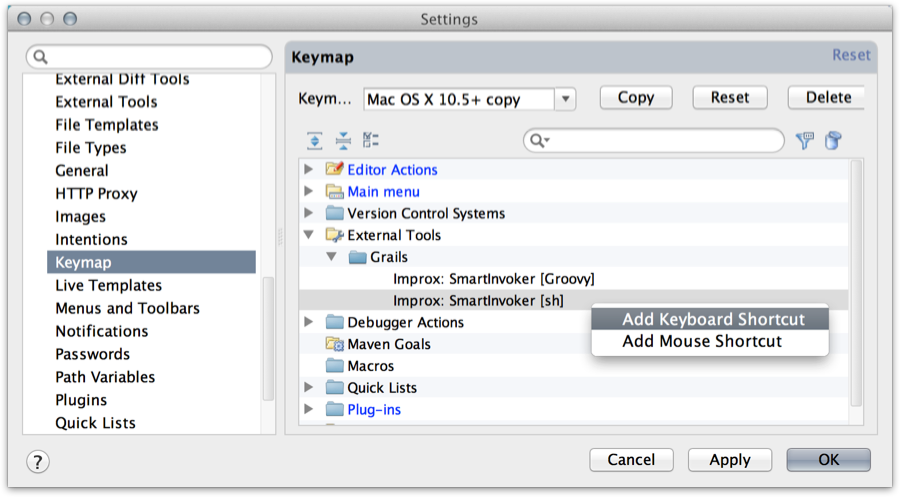 Settings
External Diff Tools
External Tools
File Templates
File Types
General
HTTP Proxy
Images
Intentions
Keymap
Live Templates
Menus and Toolbars
Notifications
Passwords
Path Variables
Plugins
Quick Lists
Keymap Reset
Keym... Mac OS X 10.5+ copy Copy Reset Delete
Editor Actions
Main menu
Version Control Systems
External Tools
Grails
Improx: SmartInvoker [Groovy]
Improx: SmartInvoker [sh]
Add Keyboard Shortcut
Add Mouse Shortcut
Debugger Actions
Maven Goals
Macros
Quick Lists
Plug-ins
? Cancel Apply OK